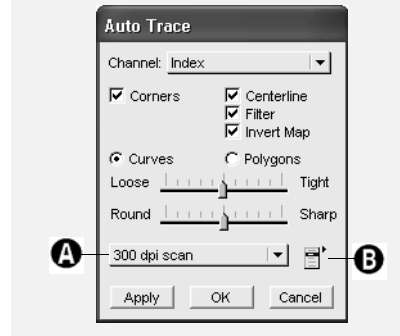 Auto Trace
Channel: Index
Corners Centerline
Filter
Invert Map
Curves Polygons
Loose Tight
Round Sharp
A 300 dpi scan B
Apply OK Cancel